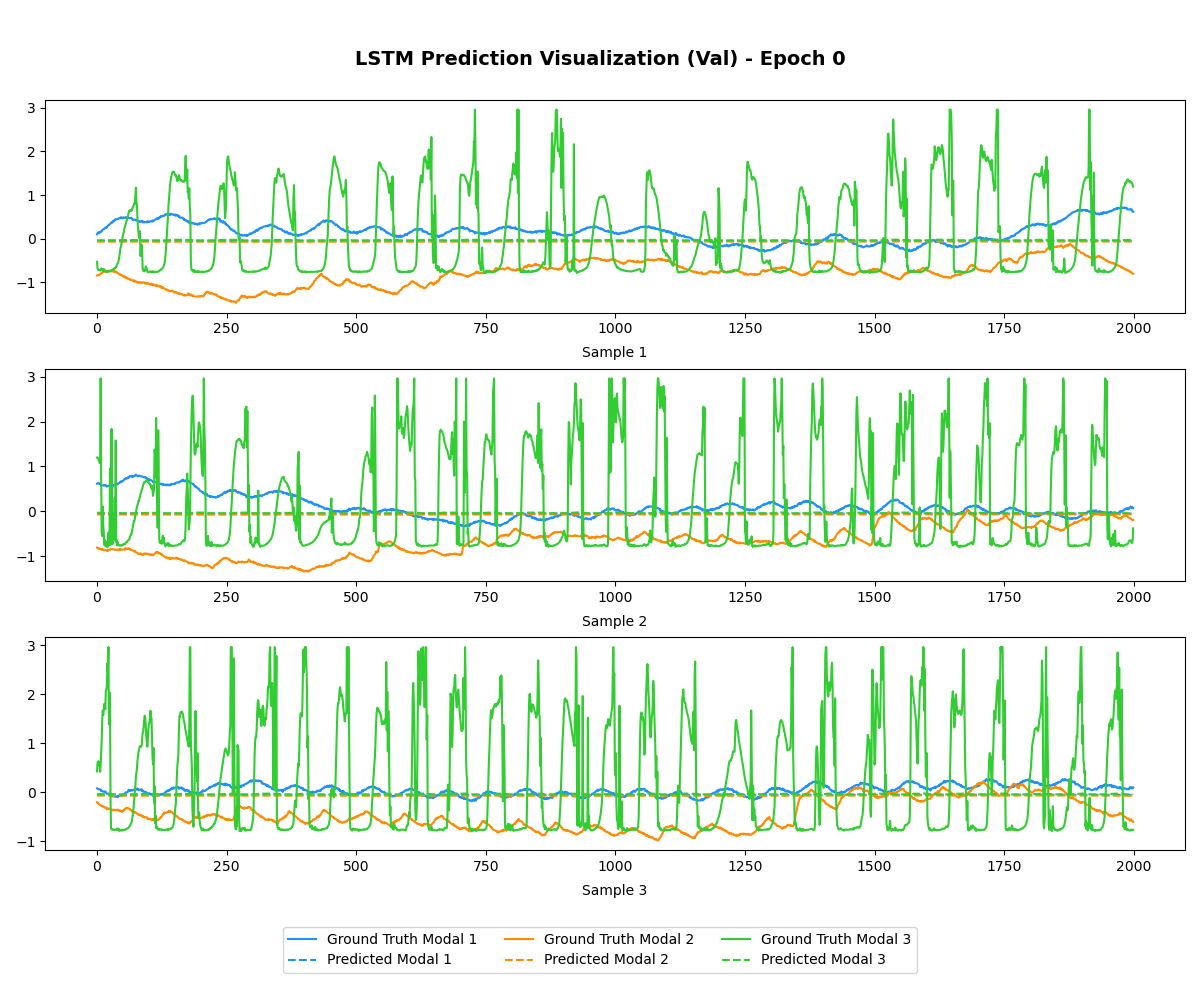 LSTM Prediction Visualization (Val) - Epoch 0
3
2
1
0
−1
0 250 500 750 1000 1250 1500 1750 2000
Sample 1
3
2
1
0
−1
0 250 500 750 1000 1250 1500 1750 2000
Sample 2
3
2
1
0
−1
0 250 500 750 1000 1250 1500 1750 2000
Sample 3
Ground Truth Modal 1 Ground Truth Modal 2 Ground Truth Modal 3
Predicted Modal 1 Predicted Modal 2 Predicted Modal 3